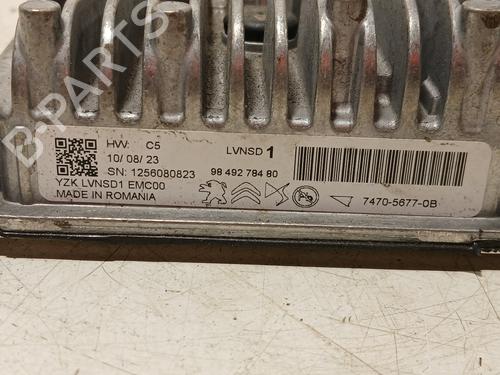 B-PARTS
HW: C5
10/08/23
SN: 1256080823
YZK LVNSD1 EMC00
MADE IN ROMANIA
LVNSD 1
98 492 784 80
7470-5677-0B